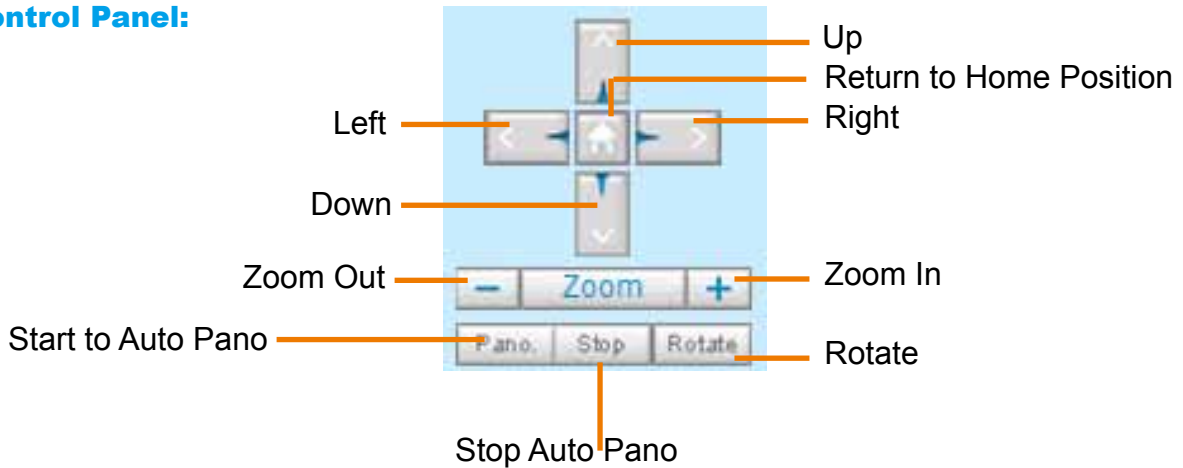 ontrol Panel:
Up
Return to Home Position
Left
Right
Down
Zoom Out
Zoom
Zoom In
Start to Auto Pano
Pano.
Stop
Rotate
Rotate
Stop Auto Pano